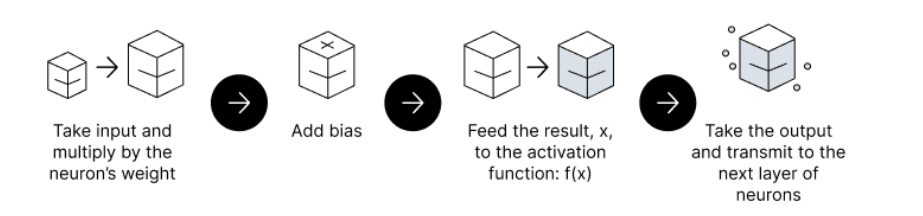 Take input and
multiply by the
neuron's weight
Add bias
Feed the result, x,
to the activation
function: f(x)
Take the output
and transmit to the
next layer of
neurons